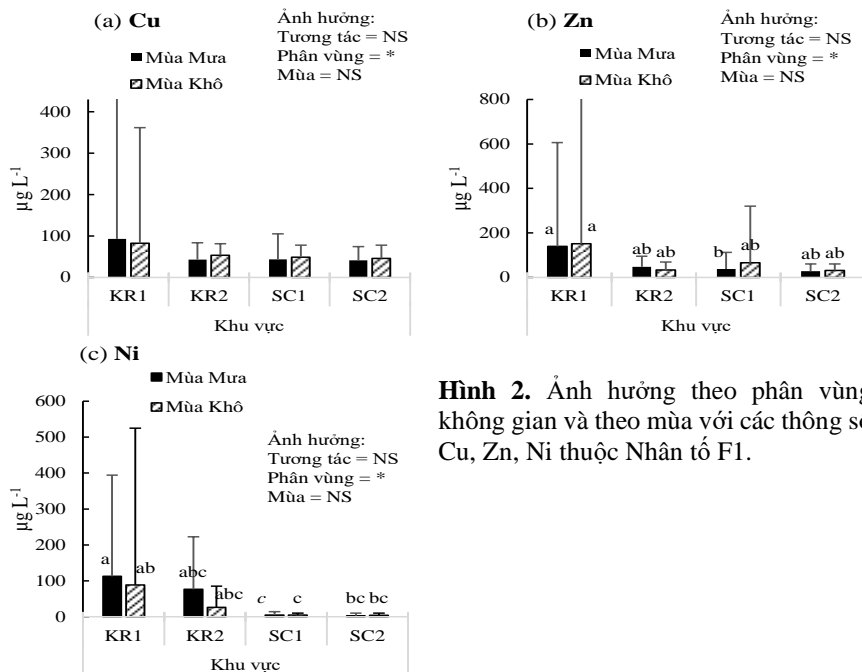 (a) Cu
Ảnh hưởng:
Tương tác = NS
Phân vùng = *
Mùa = NS
Mùa Mưa
Mùa Khô
µg L-1
400
300
200
100
0
KR1 KR2 SC1 SC2
Khu vực
(b) Zn
Ảnh hưởng:
Tương tác = NS
Phân vùng = *
Mùa = NS
Mùa Mưa
Mùa Khô
µg L-1
800
600
400
200
0
a a ab ab b ab ab ab
KR1 KR2 SC1 SC2
Khu vực
(c) Ni
Mùa Mưa
Mùa Khô
Ảnh hưởng:
Tương tác = NS
Phân vùng = *
Mùa = NS
µg L-1
600
500
400
300
200
100
0
a ab abc abc c c bc bc
KR1 KR2 SC1 SC2
Khu vực
Hình 2. Ảnh hưởng theo phân vùng
không gian và theo mùa với các thông số
Cu, Zn, Ni thuộc Nhân tố F1.